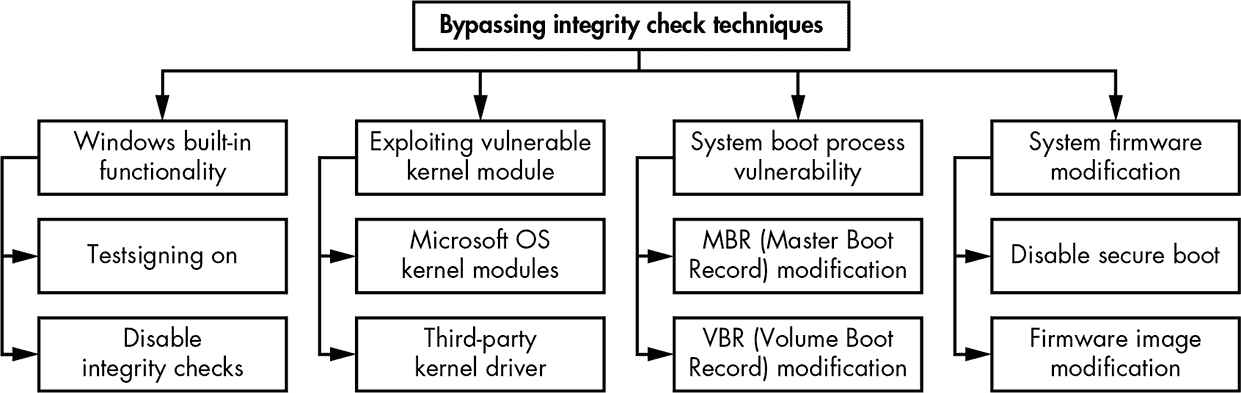 Bypassing integrity check techniques
Windows built-in
functionality
Testsigning on
Disable
integrity checks
Exploiting vulnerable
kernel module
Microsoft OS
kernel modules
Third-party
kernel driver
System boot process
vulnerability
MBR (Master Boot
Record) modification
VBR (Volume Boot
Record) modification
System firmware
modification
Disable secure boot
Firmware image
modification